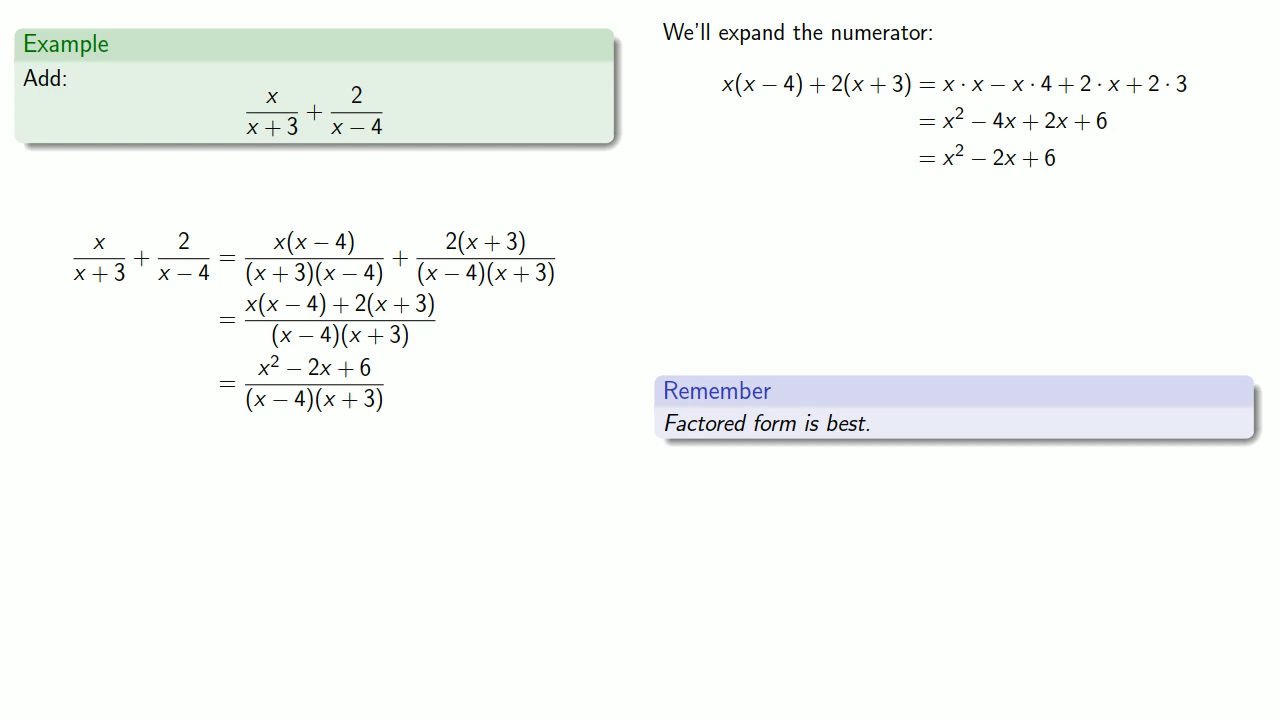 Example
Add:
x/(x + 3) + 2/(x − 4)
x/(x + 3) + 2/(x − 4) = x(x − 4)/((x + 3)(x − 4)) + 2(x + 3)/((x − 4)(x + 3))
= (x(x − 4) + 2(x + 3))/((x − 4)(x + 3))
= (x² − 2x + 6)/((x − 4)(x + 3))
We'll expand the numerator:
x(x − 4) + 2(x + 3) = x · x − x · 4 + 2 · x + 2 · 3
= x² − 4x + 2x + 6
= x² − 2x + 6
Remember
Factored form is best.